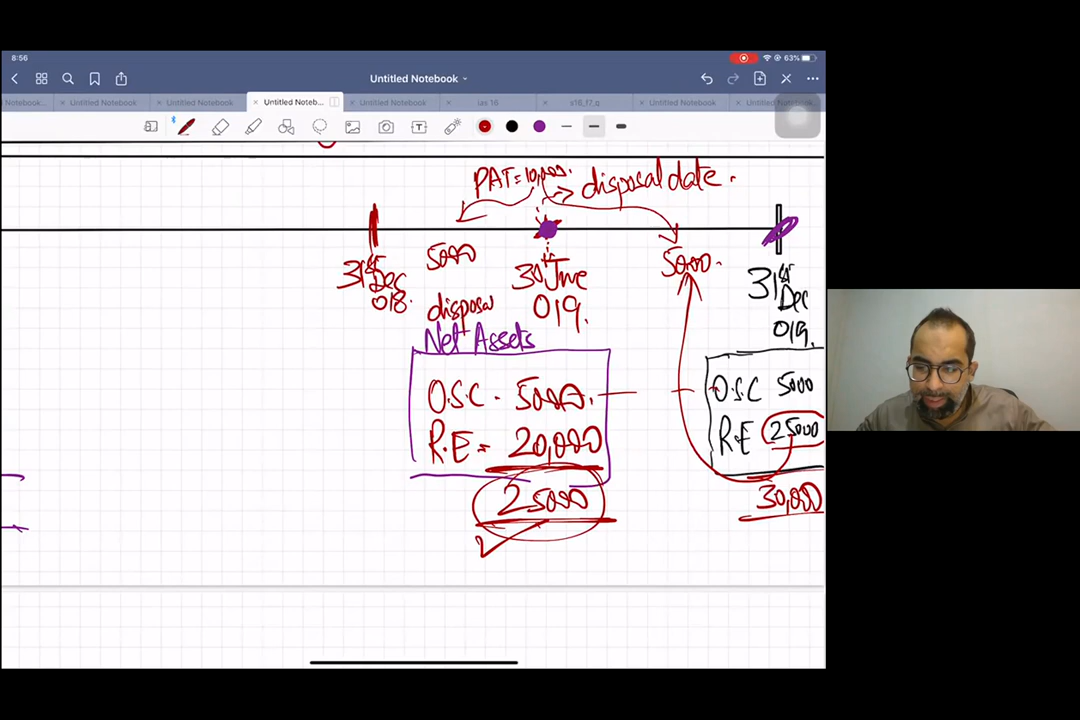 8:56
63%
Untitled Notebook
Notebook...
Untitled Notebook
Untitled Notebook
Untitled Noteb...
Untitled Notebook
ias 16
s16_f7_q
Untitled Notebook
Untitled Notebook
PAT = 10,000.
disposal date.
5000
5000.
31st Dec 018.
30 June 019.
31st Dec 019.
disposal
Net Assets
O.S.C - 5000.
R.E = 20,000
25000
O.S.C 5000
R.E 25000
30,000